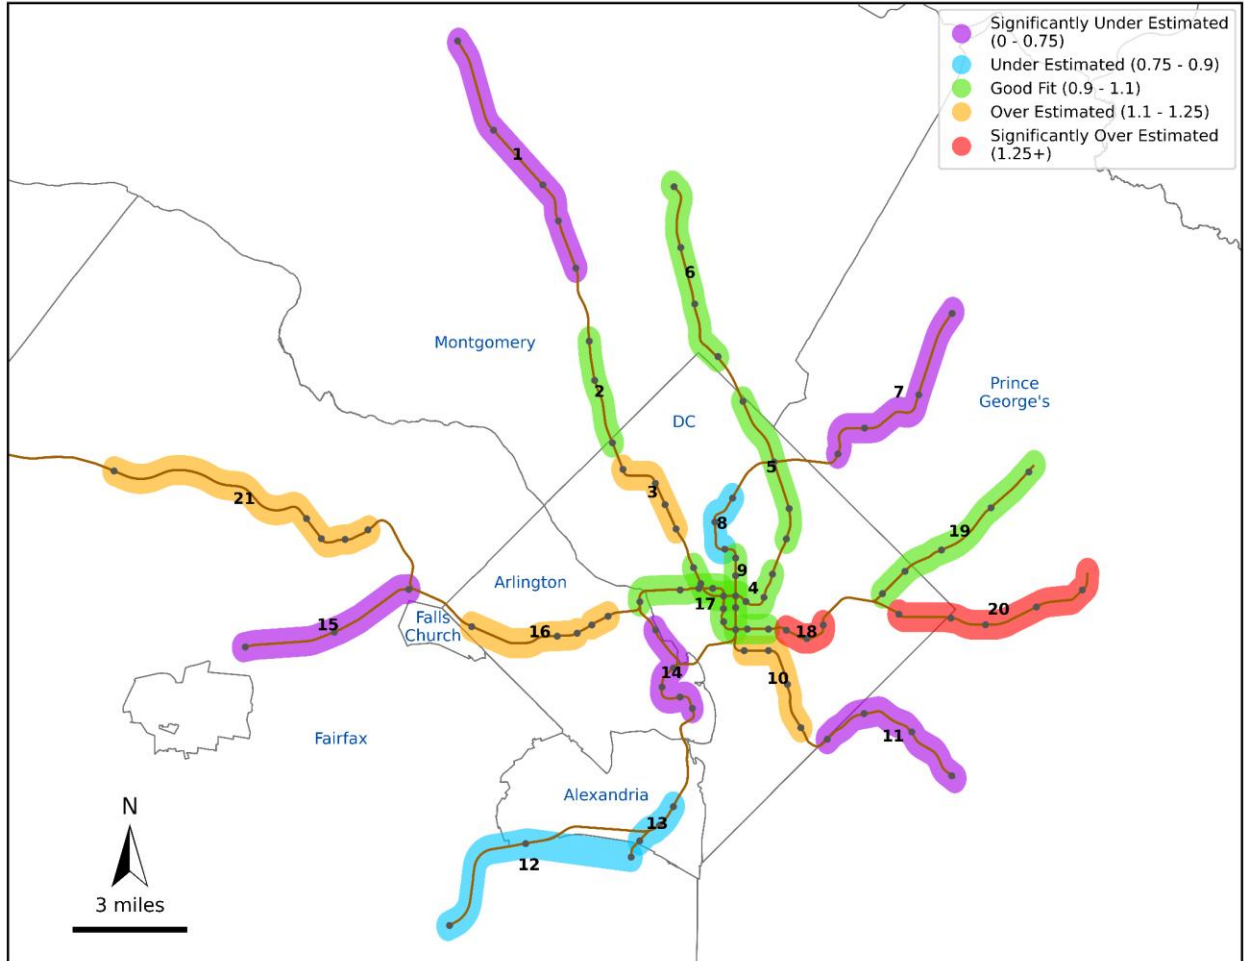 Significantly Under Estimated
(0 - 0.75)
Under Estimated (0.75 - 0.9)
Good Fit (0.9 - 1.1)
Over Estimated (1.1 - 1.25)
Significantly Over Estimated
(1.25+)
1
6
Montgomery
2
7
Prince
George's
DC
3
5
21
8
19
Arlington
9
4
17
20
15
Falls
Church
16
18
14
10
Fairfax
11
Alexandria
13
12
N
3 miles